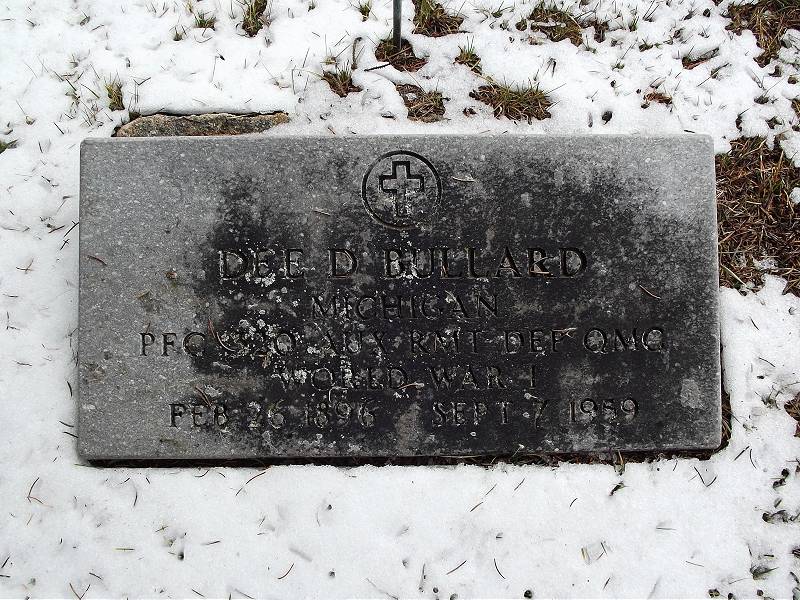 DEE D BULLARD
MICHIGAN
PFC AUX RMT DEP QMC
WORLD WAR I
FEB 26 1896 SEPT 7 1959